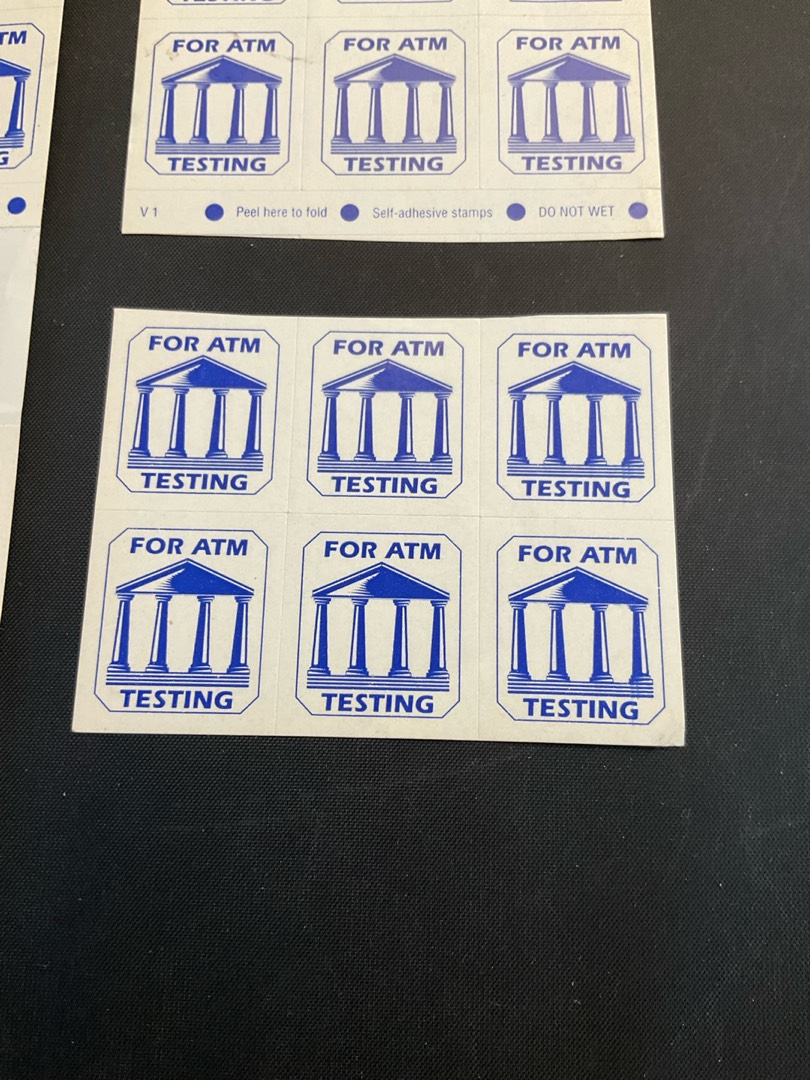 TESTING
TM
FOR ATM FOR ATM FOR ATM
TESTING TESTING TESTING
G
V 1 Peel here to fold Self-adhesive stamps DO NOT WET
FOR ATM FOR ATM FOR ATM
TESTING TESTING TESTING
FOR ATM FOR ATM FOR ATM
TESTING TESTING TESTING